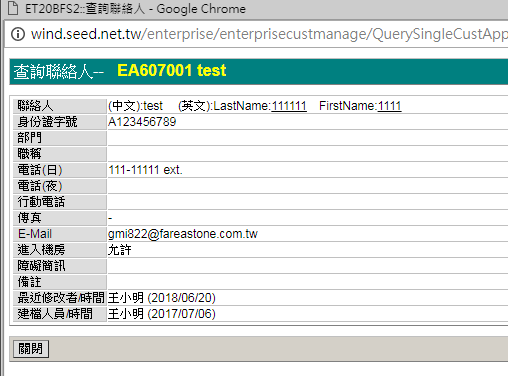 ET20BFS2::查詢聯絡人 - Google Chrome
wind.seed.net.tw/enterprise/enterprisecustmanage/QuerySingleCustApp
查詢聯絡人-- EA607001 test
聯絡人 (中文):test (英文):LastName:111111 FirstName:1111
身份證字號 A123456789
部門
職稱
電話(日) 111-11111 ext.
電話(夜)
行動電話
傳真 -
E-Mail gmi822@fareastone.com.tw
進入機房 允許
障礙簡訊
備註
最近修改者/時間 王小明 (2018/06/20)
建檔人員/時間 王小明 (2017/07/06)
關閉